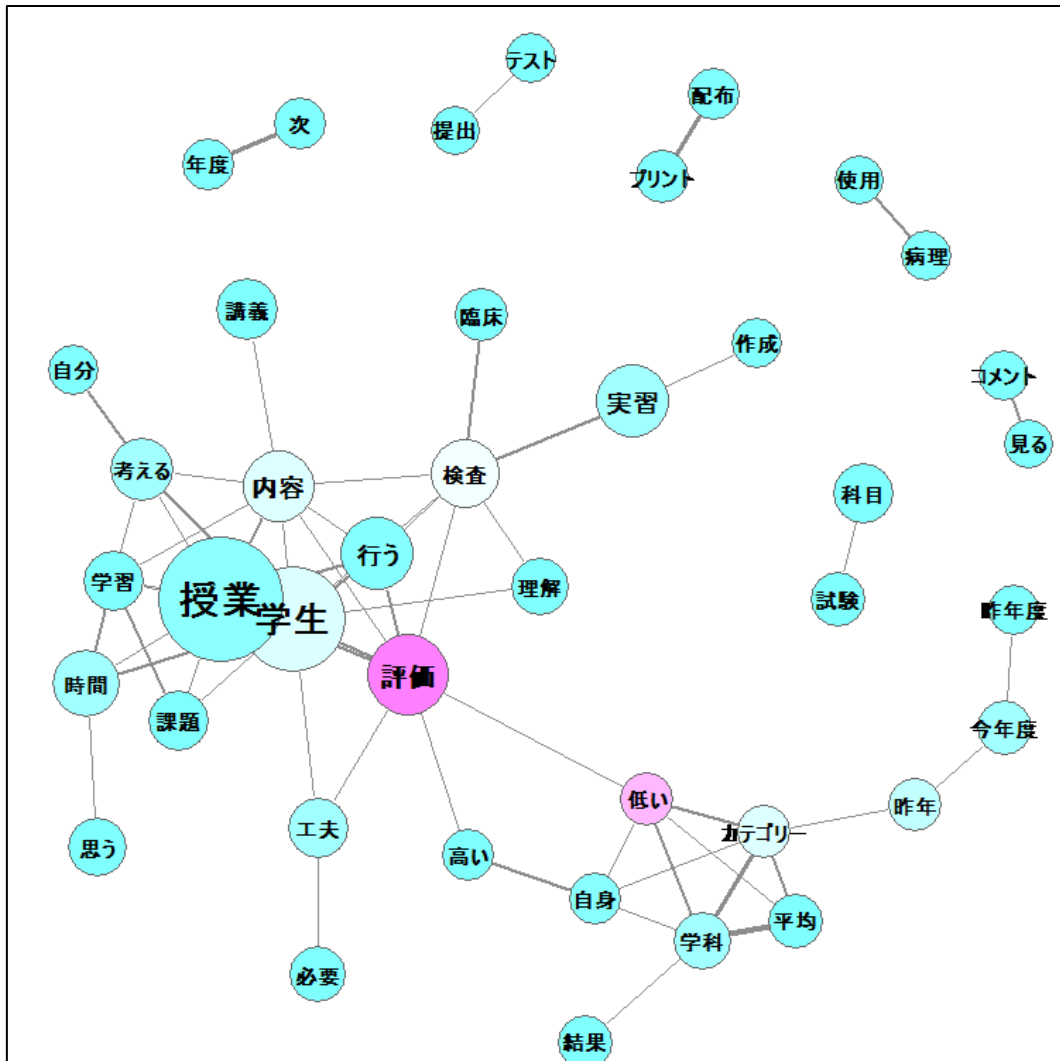 テスト
配布
次
提出
年度
プリント
使用
病理
講義
臨床
作成
自分
コメント
実習
見る
考える
検査
内容
科目
行う
学習
理解
授業
試験
学生
昨年度
評価
時間
課題
今年度
低い
昨年
工夫
カテゴリー
思う
高い
自身
平均
学科
必要
結果